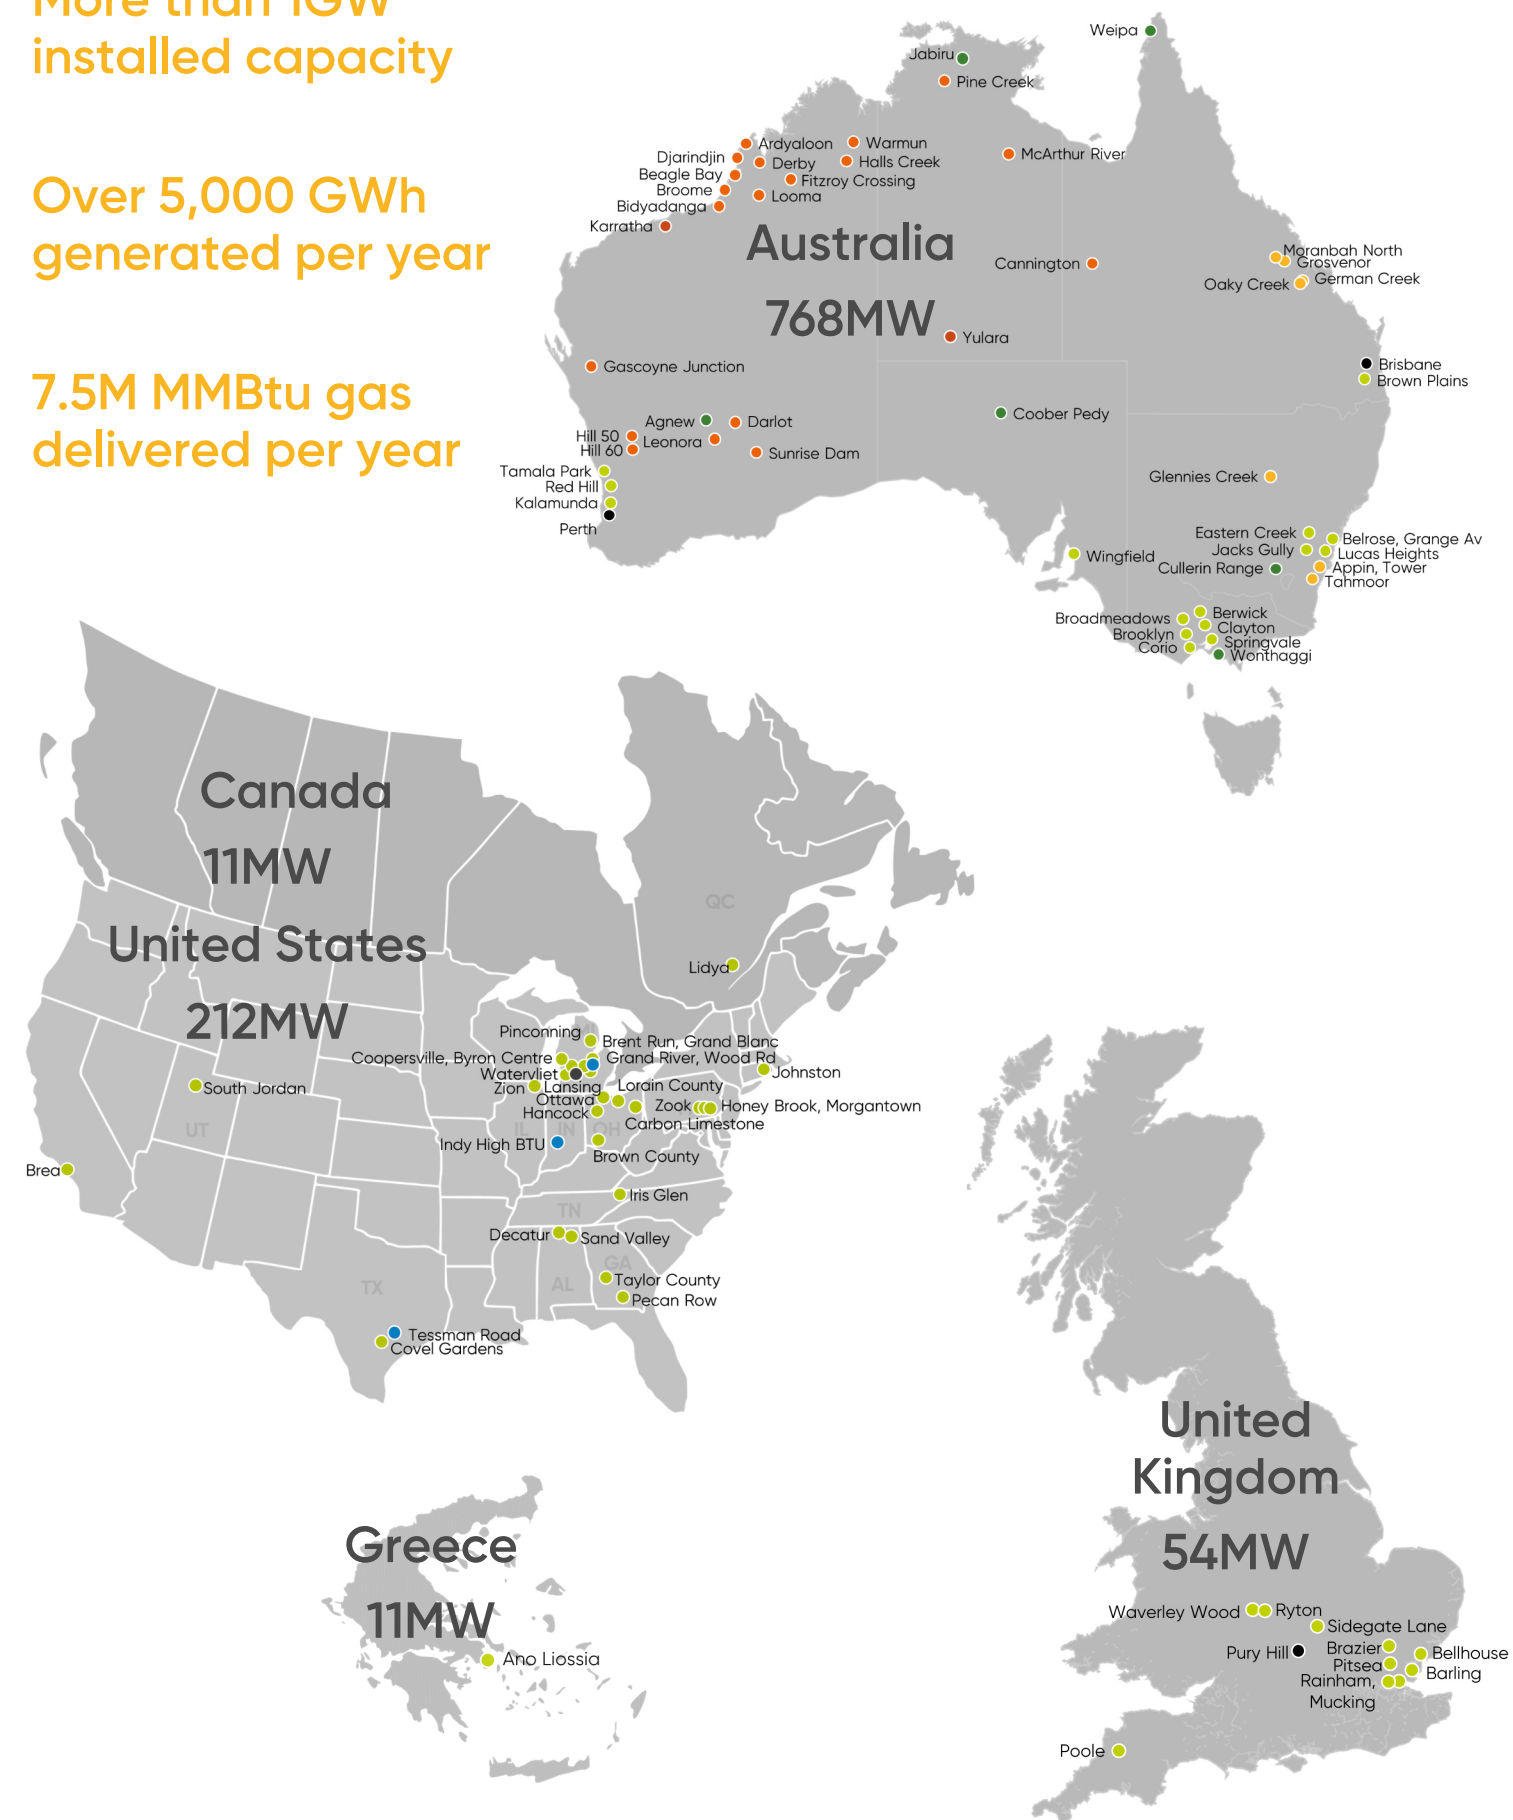 More than 1GW
installed capacity
Over 5,000 GWh
generated per year
7.5M MMBtu gas
delivered per year
Weipa
Jabiru
Pine Creek
Ardyaloon
Warmun
Djarindjin
Derby
Halls Creek
McArthur River
Beagle Bay
Fitzroy Crossing
Broome
Looma
Bidyadanga
Karratha
Australia
768MW
Cannington
Moranbah North
Grosvenor
German Creek
Oaky Creek
Yulara
Gascoyne Junction
Brisbane
Brown Plains
Agnew
Darlot
Coober Pedy
Hill 50
Leonora
Hill 60
Sunrise Dam
Tamala Park
Red Hill
Kalamunda
Perth
Glennies Creek
Eastern Creek
Belrose, Grange Av
Jacks Gully
Lucas Heights
Wingfield
Cullerin Range
Appin, Tower
Tahmoor
Broadmeadows
Berwick
Clayton
Brooklyn
Springvale
Corio
Wonthaggi
Canada
11MW
United States
212MW
QC
Lidya
Pinconning
MI
Brent Run, Grand Blanc
Coopersville, Byron Centre
Grand River, Wood Rd
Watervliet
Johnston
Zion
Lansing
Lorain County
South Jordan
Ottawa
Zook
Honey Brook, Morgantown
Hancock
Carbon Limestone
UT
IL
IN
OH
Indy High BTU
Brown County
Brea
Iris Glen
TN
Decatur
Sand Valley
GA
AL
Taylor County
Pecan Row
TX
Tessman Road
Covel Gardens
United
Kingdom
54MW
Greece
11MW
Ano Liossia
Waverley Wood
Ryton
Sidegate Lane
Pury Hill
Brazier
Bellhouse
Pitsea
Barling
Rainham,
Mucking
Poole